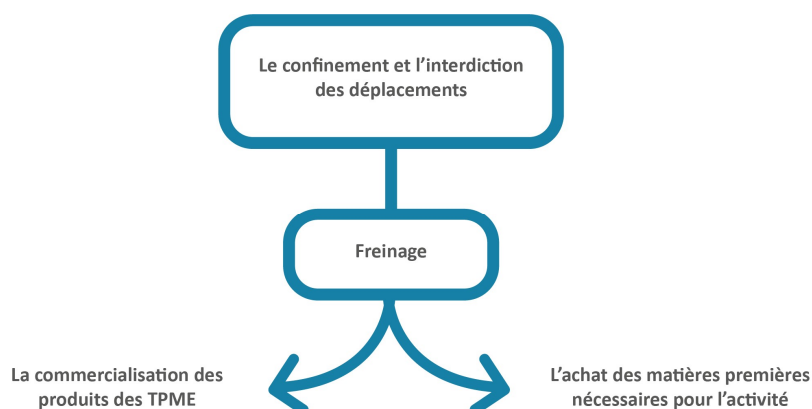 Le confinement et l’interdiction
des déplacements
Freinage
La commercialisation des
produits des TPME
L’achat des matières premières
nécessaires pour l’activité